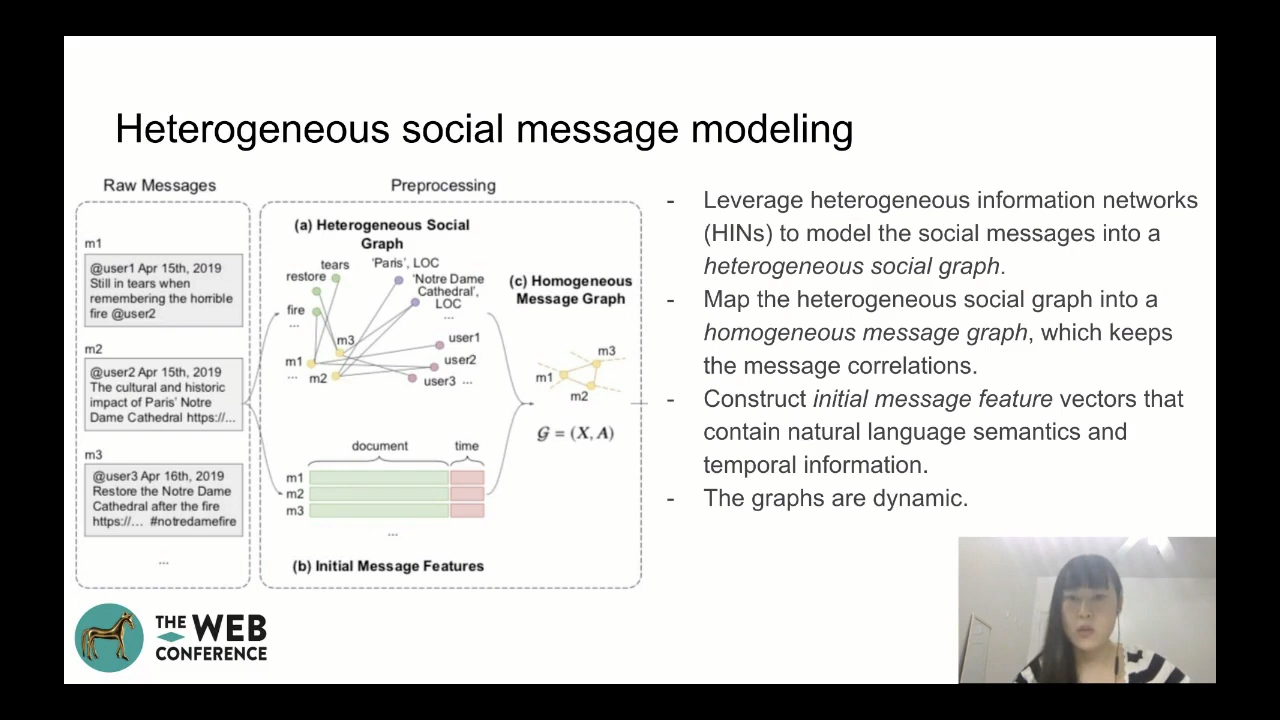 Heterogeneous social message modeling
Raw Messages
m1
@user1 Apr 15th, 2019
Still in tears when
remembering the horrible
fire @user2
m2
@user2 Apr 15th, 2019
The cultural and historic
impact of Paris’ Notre
Dame Cathedral https://...
m3
@user3 Apr 16th, 2019
Restore the Notre Dame
Cathedral after the fire
https://... #notredamefire
...
Preprocessing
(a) Heterogeneous Social
Graph
tears
restore
fire
...
‘Paris’, LOC
‘Notre Dame
Cathedral’,
LOC
...
m1
m2
m3
...
user1
user2
user3 ...
document
time
m1
m2
m3
...
(b) Initial Message Features
(c) Homogeneous
Message Graph
m1
m2
m3
G = (X, A)
- Leverage heterogeneous information networks
(HINs) to model the social messages into a
heterogeneous social graph.
- Map the heterogeneous social graph into a
homogeneous message graph, which keeps
the message correlations.
- Construct initial message feature vectors that
contain natural language semantics and
temporal information.
- The graphs are dynamic.
THE WEB
CONFERENCE